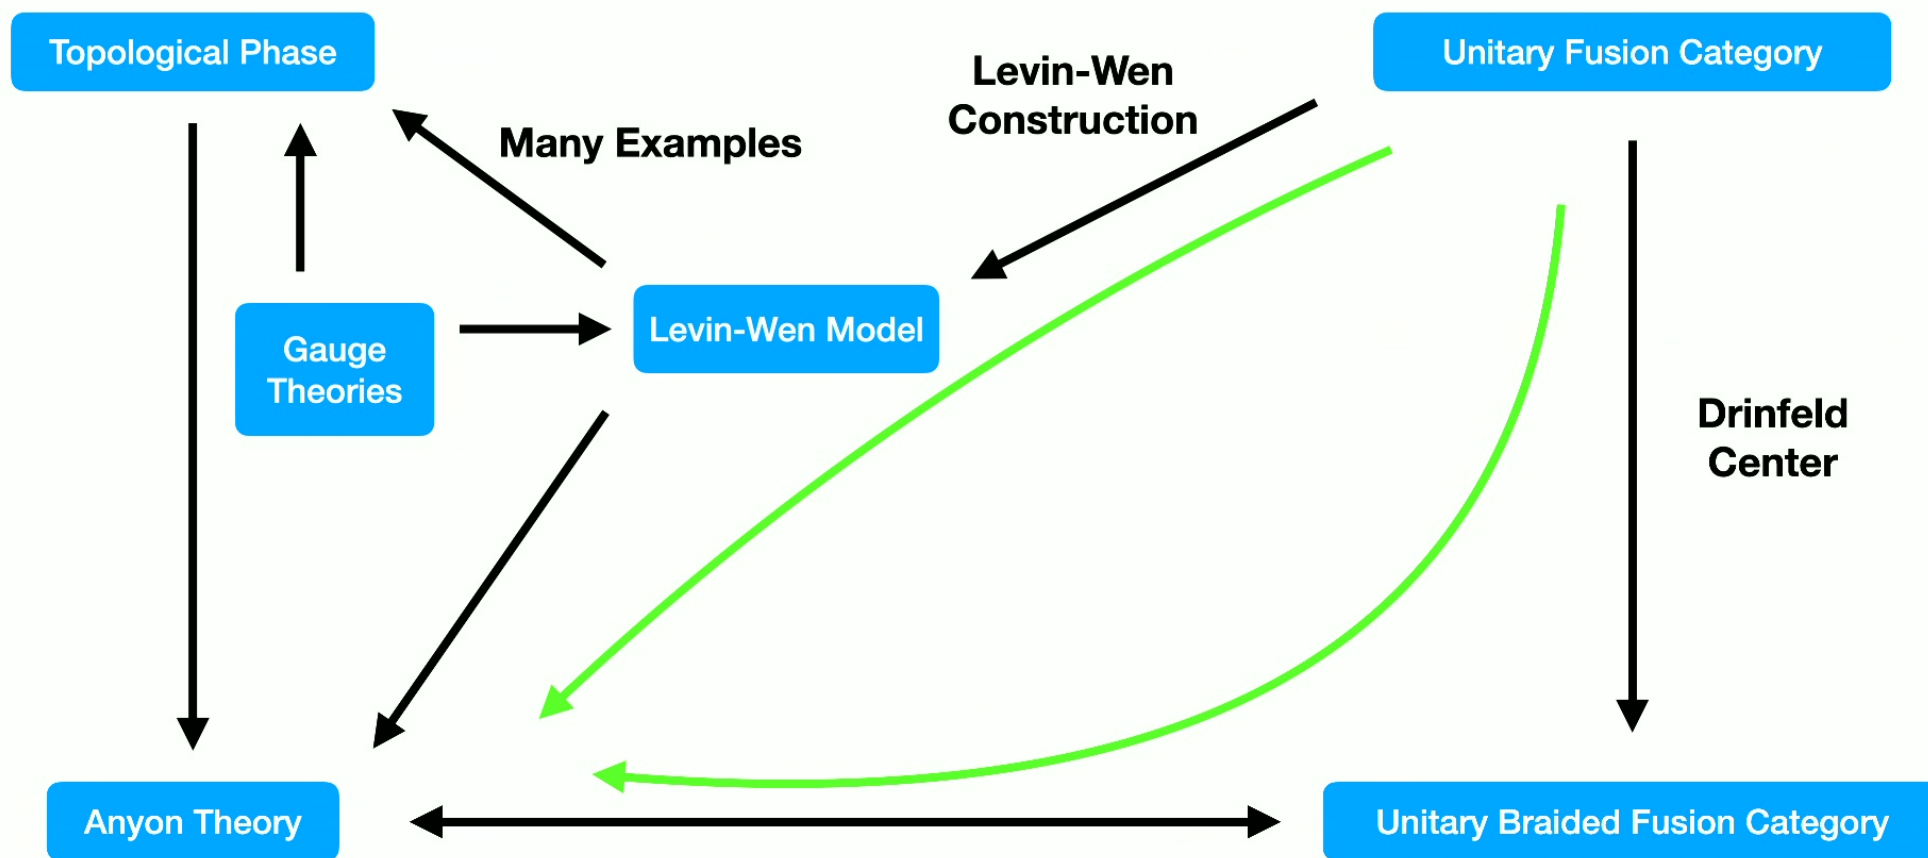 Topological Phase
Unitary Fusion Category
Levin-Wen
Construction
Many Examples
Gauge
Theories
Levin-Wen Model
Drinfeld
Center
Anyon Theory
Unitary Braided Fusion Category